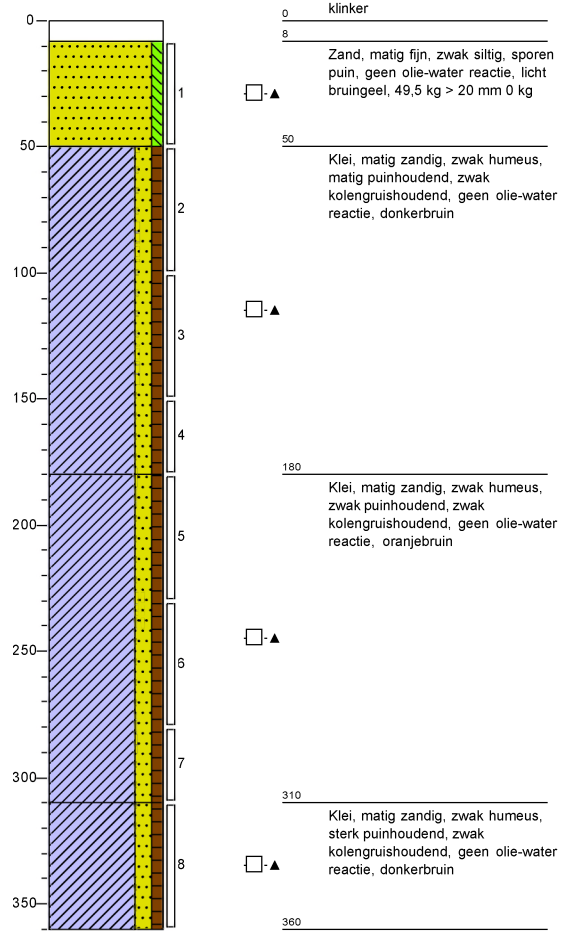 0
0
klinker
8
Zand, matig fijn, zwak siltig, sporen
puin, geen olie-water reactie, licht
bruingeel, 49,5 kg > 20 mm 0 kg
1
50
50
Klei, matig zandig, zwak humeus,
matig puinhoudend, zwak
kolengruishoudend, geen olie-water
reactie, donkerbruin
2
100
3
150
4
180
Klei, matig zandig, zwak humeus,
zwak puinhoudend, zwak
kolengruishoudend, geen olie-water
reactie, oranjebruin
200
5
250
6
7
300
310
Klei, matig zandig, zwak humeus,
sterk puinhoudend, zwak
kolengruishoudend, geen olie-water
reactie, donkerbruin
8
350
360